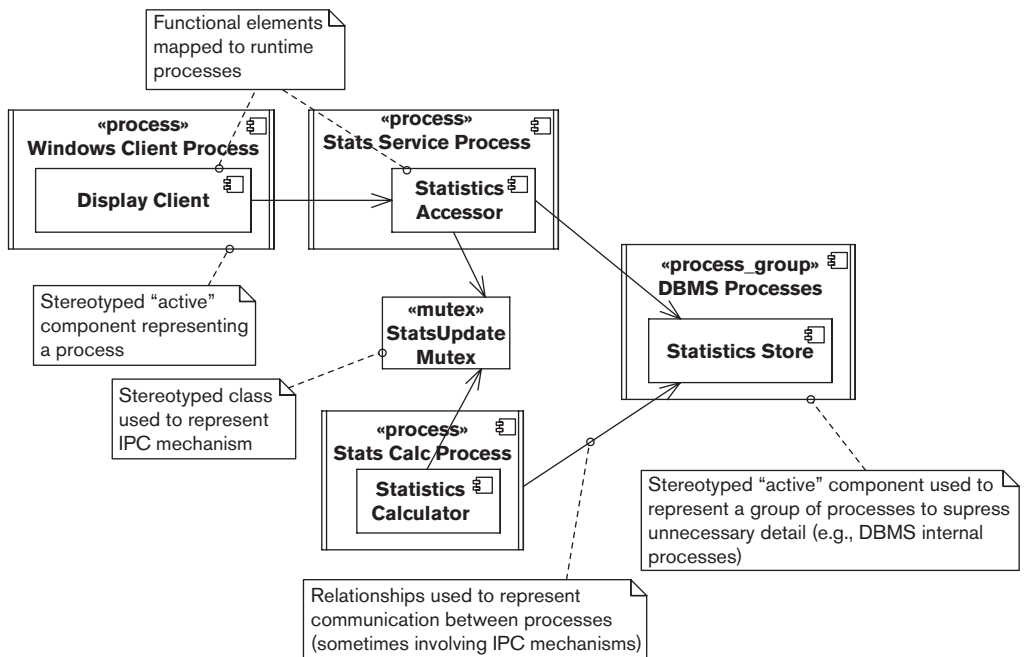 Functional elements
mapped to runtime
processes
«process»
Windows Client Process
Display Client
«process»
Stats Service Process
Statistics
Accessor
«process_group»
DBMS Processes
Statistics Store
Stereotyped “active”
component representing
a process
«mutex»
StatsUpdate
Mutex
Stereotyped class
used to represent
IPC mechanism
«process»
Stats Calc Process
Statistics
Calculator
Stereotyped “active” component used to
represent a group of processes to supress
unnecessary detail (e.g., DBMS internal
processes)
Relationships used to represent
communication between processes
(sometimes involving IPC mechanisms)